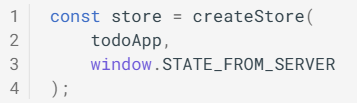 1 const store = createStore(
2     todoApp,
3     window.STATE_FROM_SERVER
4 );